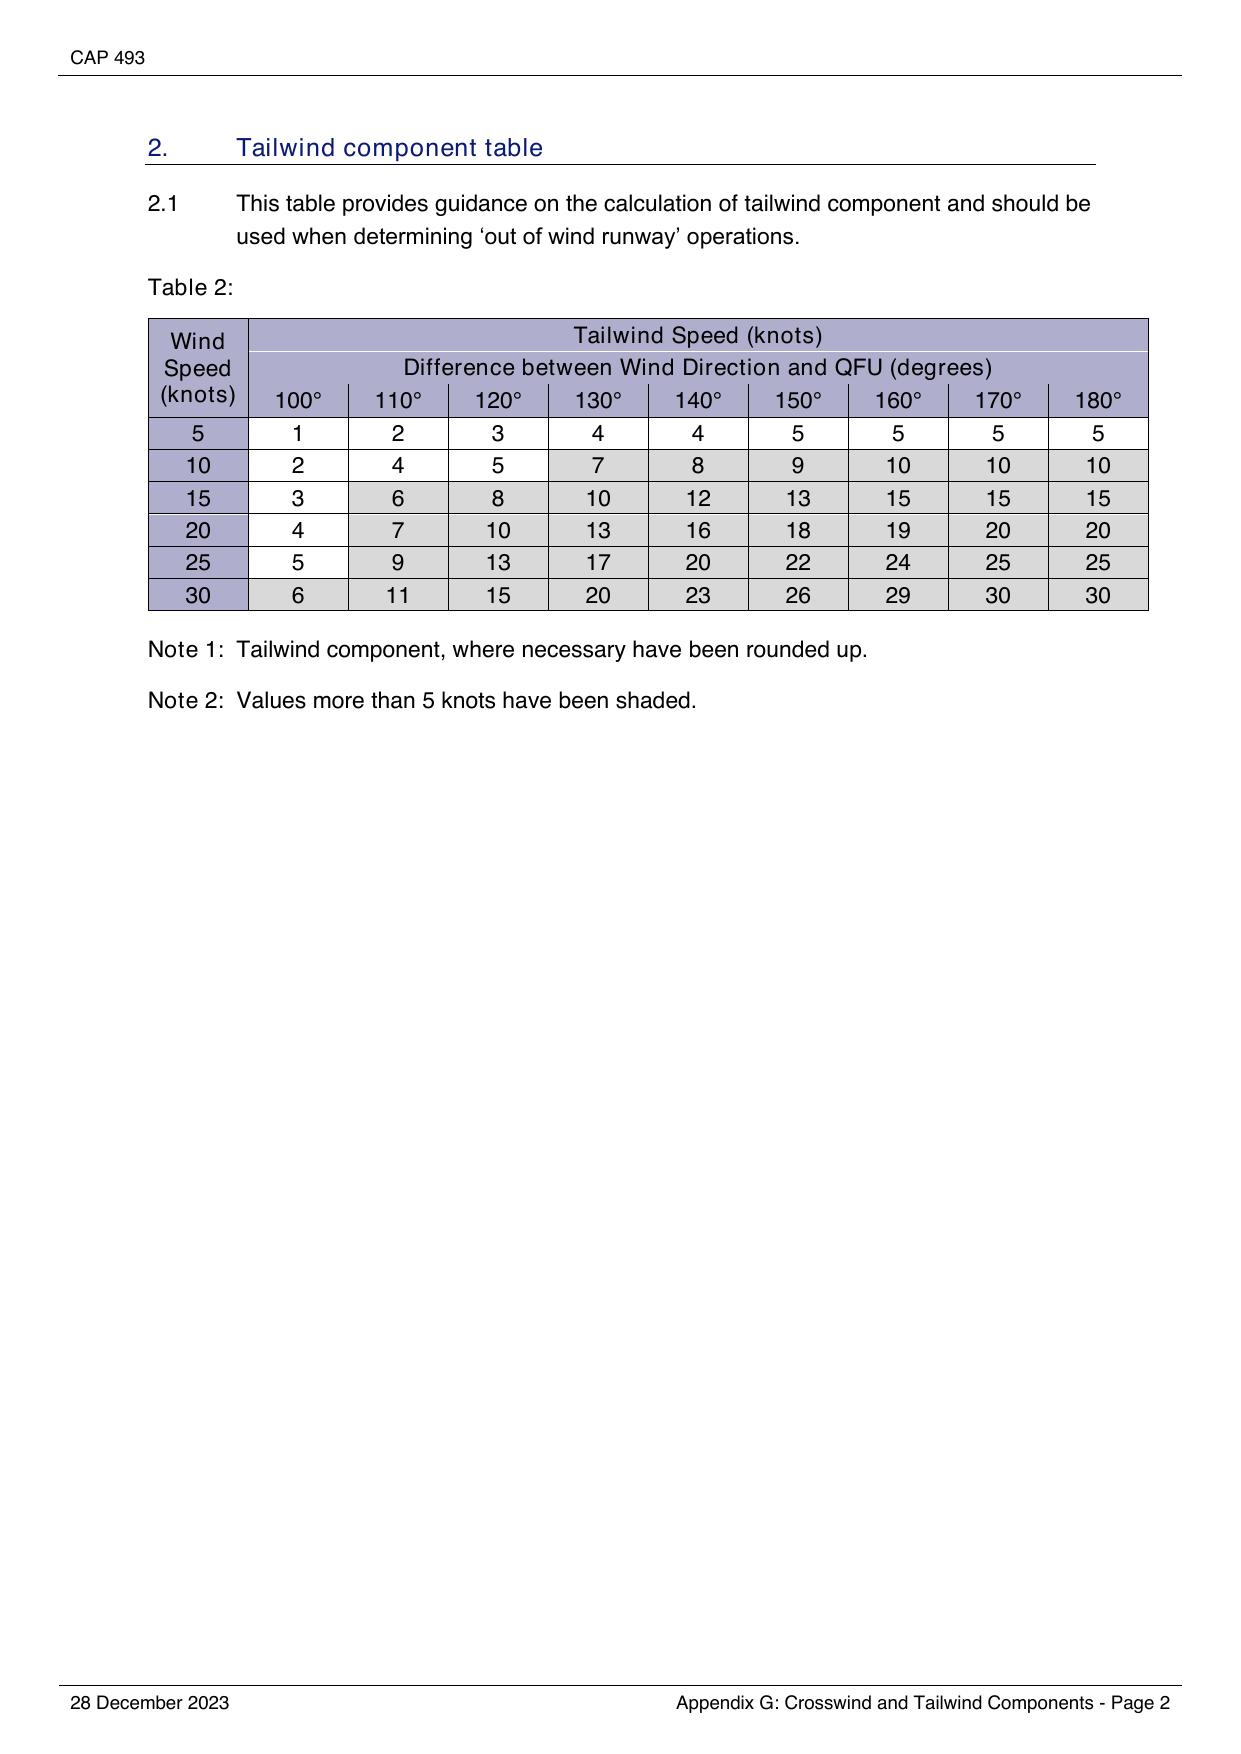 CAP 493
2. Tailwind component table
2.1 This table provides guidance on the calculation of tailwind component and should be
used when determining ‘out of wind runway’ operations.
Table 2:
Wind Speed (knots) Tailwind Speed (knots)
Difference between Wind Direction and QFU (degrees)
100° 110° 120° 130° 140° 150° 160° 170° 180°
5 1 2 3 4 4 5 5 5 5
10 2 4 5 7 8 9 10 10 10
15 3 6 8 10 12 13 15 15 15
20 4 7 10 13 16 18 19 20 20
25 5 9 13 17 20 22 24 25 25
30 6 11 15 20 23 26 29 30 30
Note 1: Tailwind component, where necessary have been rounded up.
Note 2: Values more than 5 knots have been shaded.
28 December 2023 Appendix G: Crosswind and Tailwind Components - Page 2